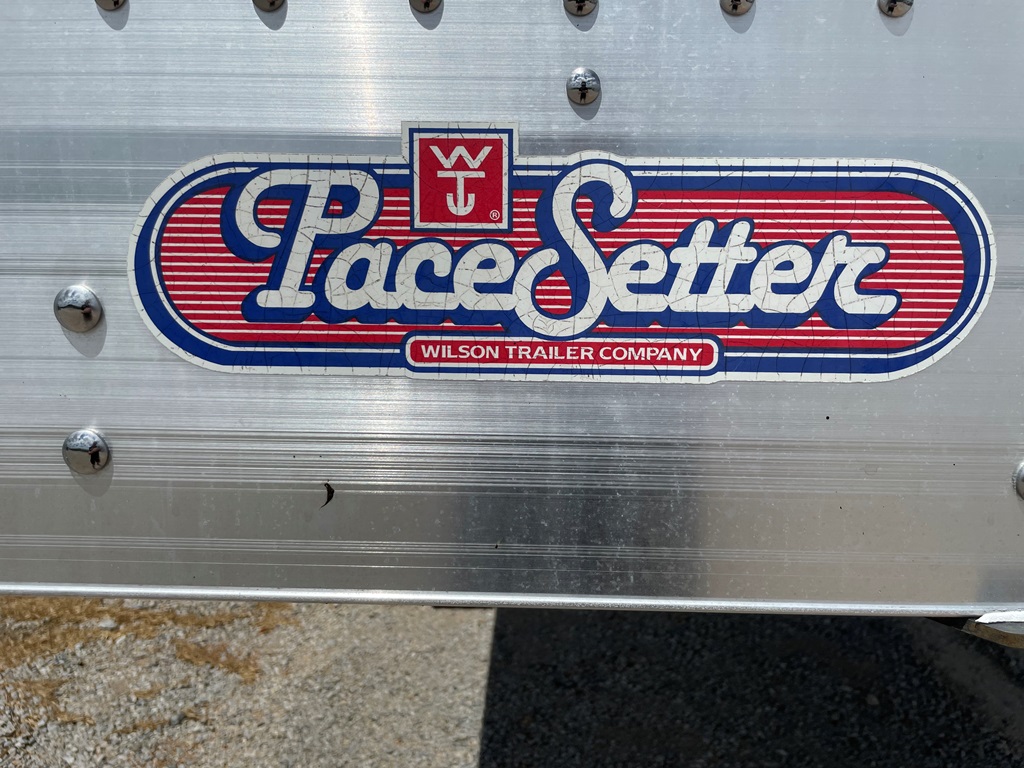 WT
®
PaceSetter
WILSON TRAILER COMPANY